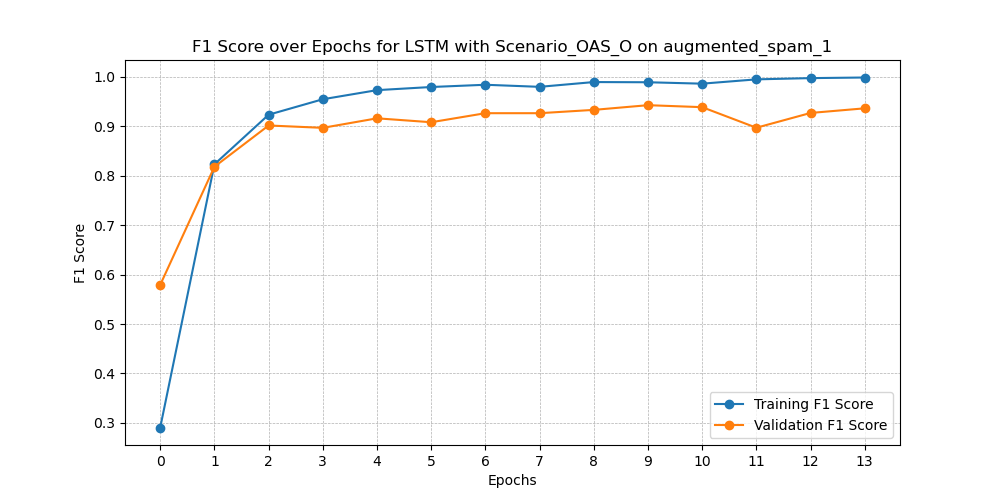 F1 Score over Epochs for LSTM with Scenario_OAS_O on augmented_spam_1
1.0
0.9
0.8
0.7
0.6
0.5
0.4
0.3
F1 Score
Training F1 Score
Validation F1 Score
0 1 2 3 4 5 6 7 8 9 10 11 12 13
Epochs